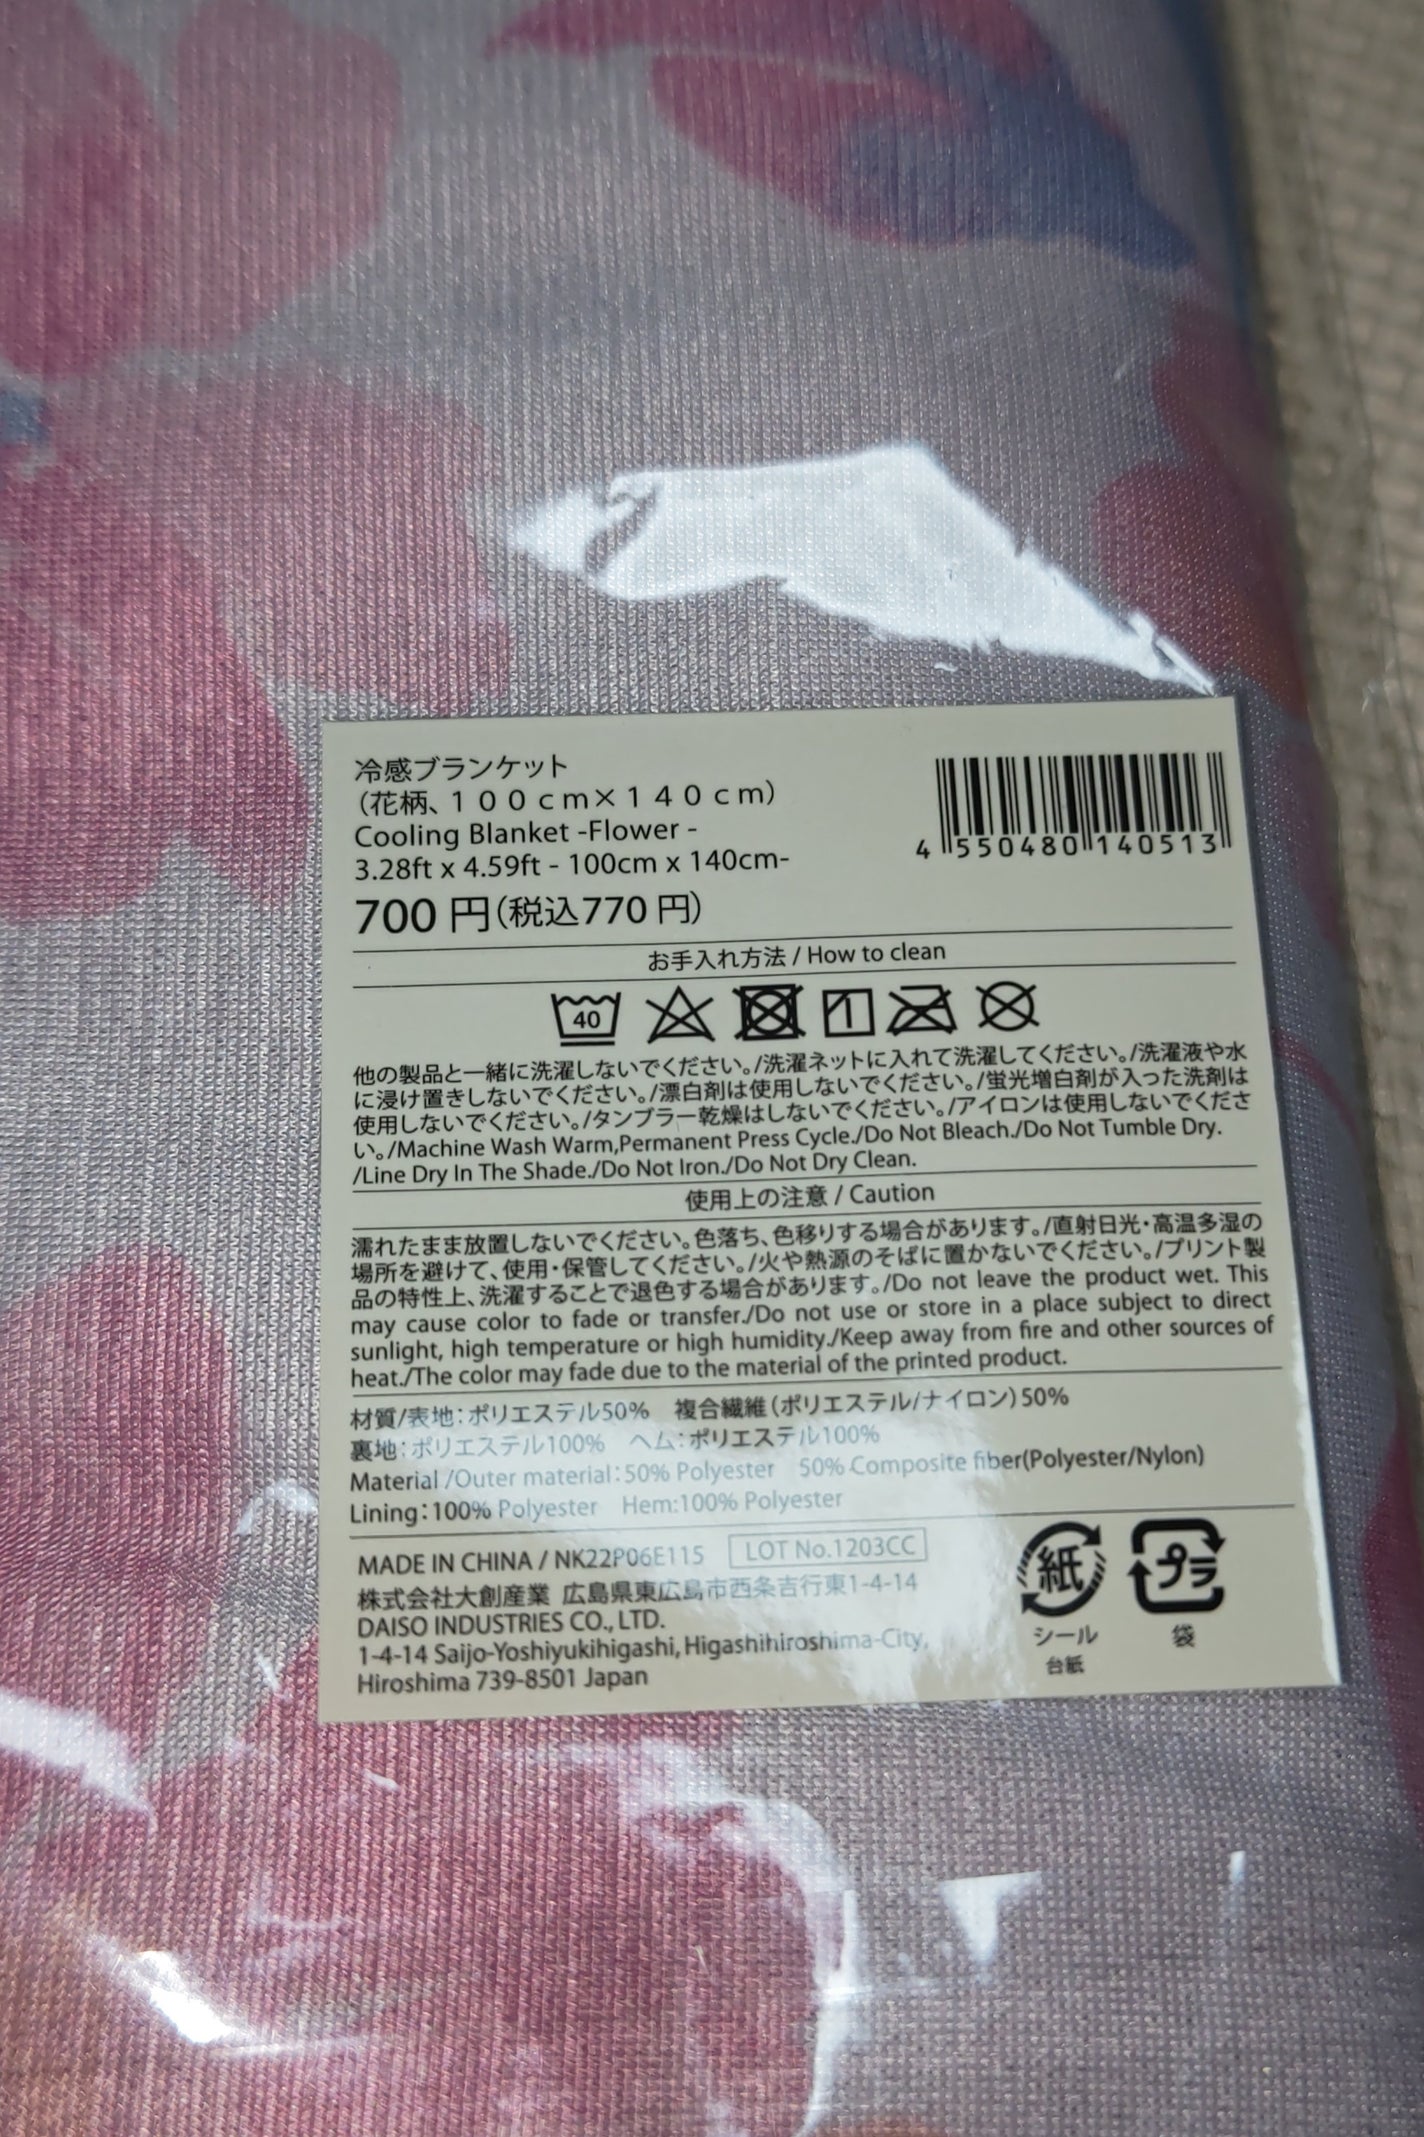 冷感ブランケット
（花柄、１００ｃｍ×１４０ｃｍ）
Cooling Blanket -Flower -
3.28ft x 4.59ft - 100cm x 140cm-
700 円(税込770 円)
4 550480 140513
お手入れ方法 / How to clean
40
他の製品と一緒に洗濯しないでください。/洗濯ネットに入れて洗濯してください。/洗濯液や水
に浸け置きしないでください。/漂白剤は使用しないでください。/蛍光増白剤が入った洗剤は
使用しないでください。/タンブラー乾燥はしないでください。/アイロンは使用しないでくださ
い。/Machine Wash Warm,Permanent Press Cycle./Do Not Bleach./Do Not Tumble Dry.
/Line Dry In The Shade./Do Not Iron./Do Not Dry Clean.
使用上の注意 / Caution
濡れたまま放置しないでください。色落ち、色移りする場合があります。/直射日光・高温多湿の
場所を避けて、使用・保管してください。/火や熱源のそばに置かないでください。/プリント製
品の特性上、洗濯することで退色する場合があります。/Do not leave the product wet. This
may cause color to fade or transfer./Do not use or store in a place subject to direct
sunlight, high temperature or high humidity./Keep away from fire and other sources of
heat./The color may fade due to the material of the printed product.
材質/表地：ポリエステル50%　複合繊維（ポリエステル/ナイロン）50%
裏地：ポリエステル100%　ヘム：ポリエステル100%
Material /Outer material：50% Polyester　50% Composite fiber(Polyester/Nylon)
Lining：100% Polyester　Hem:100% Polyester
MADE IN CHINA / NK22P06E115 LOT No.1203CC
株式会社大創産業 広島県東広島市西条吉行東1-4-14
DAISO INDUSTRIES CO., LTD.
1-4-14 Saijo-Yoshiyukihigashi, Higashihiroshima-City,
Hiroshima 739-8501 Japan
紙
シール
台紙
プラ
袋